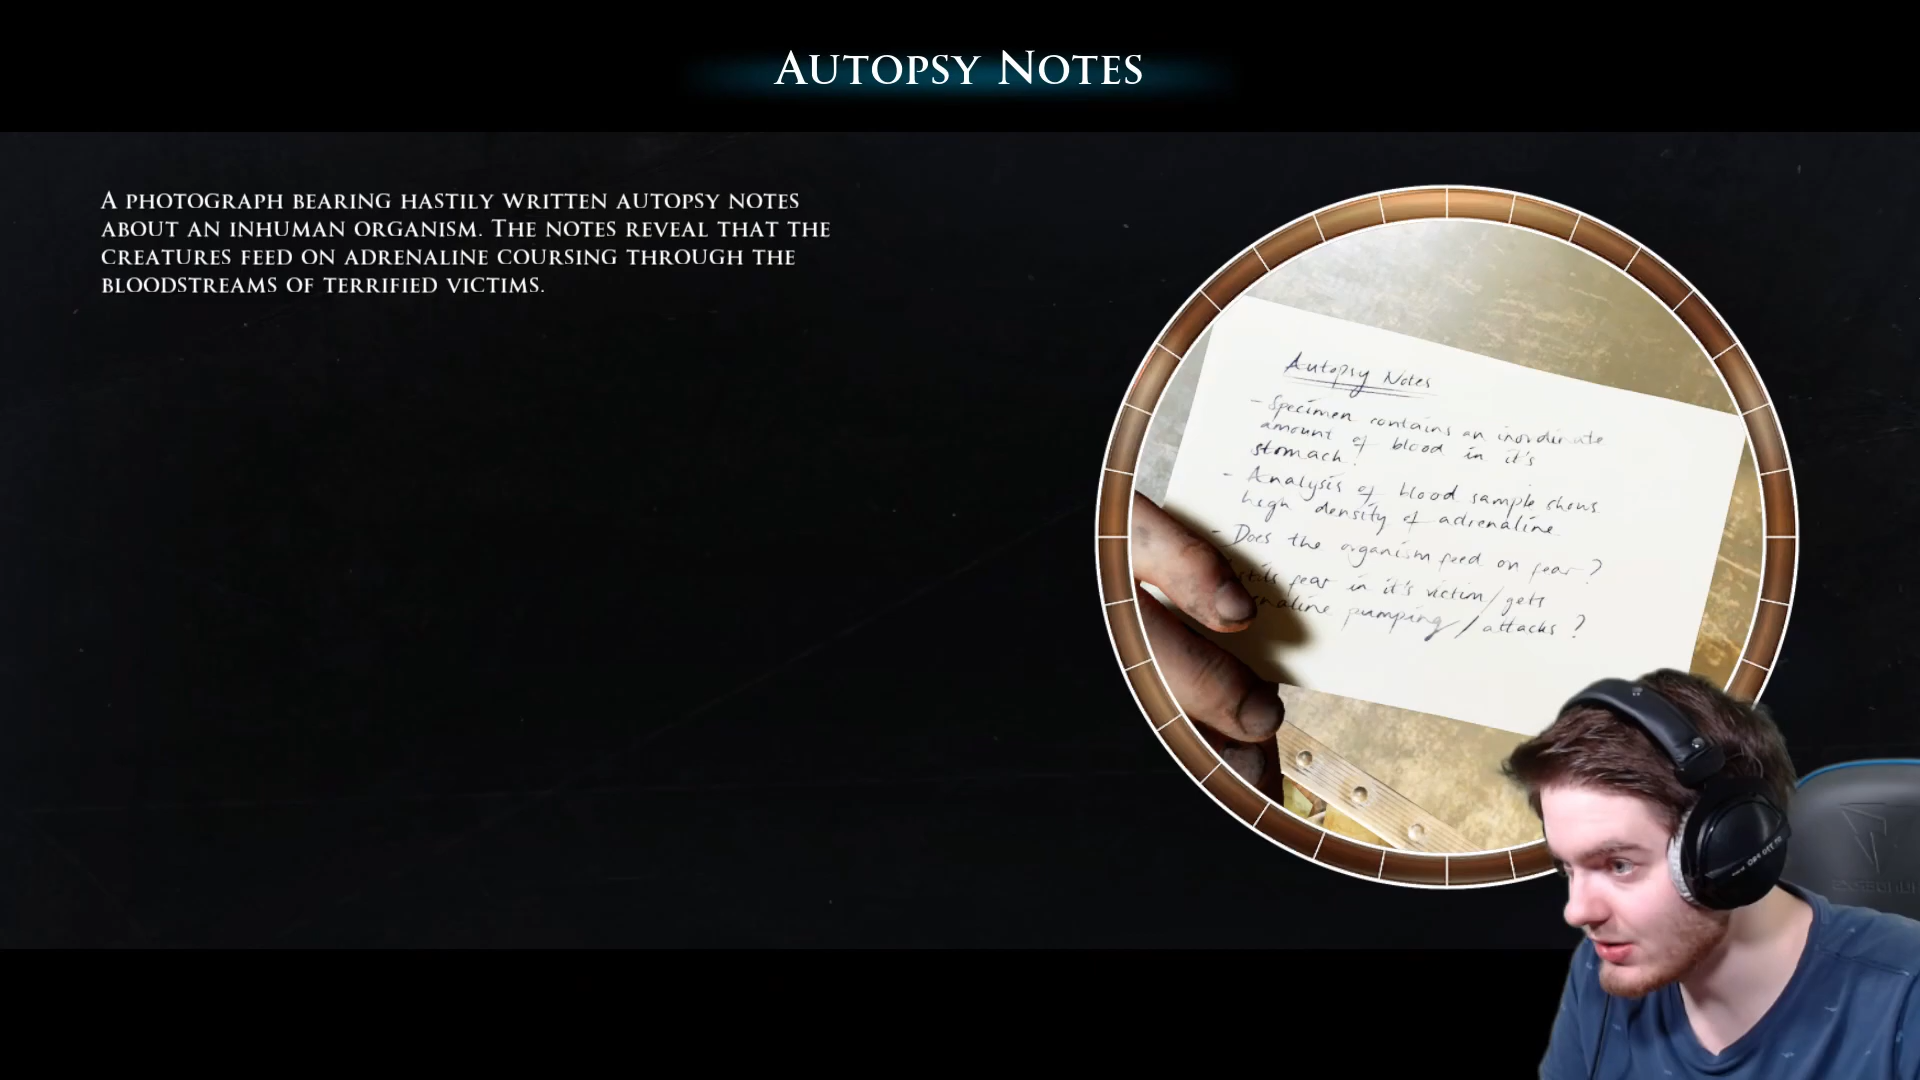 Autopsy Notes
A photograph bearing hastily written autopsy notes
about an inhuman organism. The notes reveal that the
creatures feed on adrenaline coursing through the
bloodstreams of terrified victims.
Autopsy Notes
- Specimen contains an inordinate
amount of blood in it's
stomach.
- Analysis of blood sample shows
high density of adrenaline
- Does the organism feed on fear?
fear in it's victim/gets
pumping/attacks?